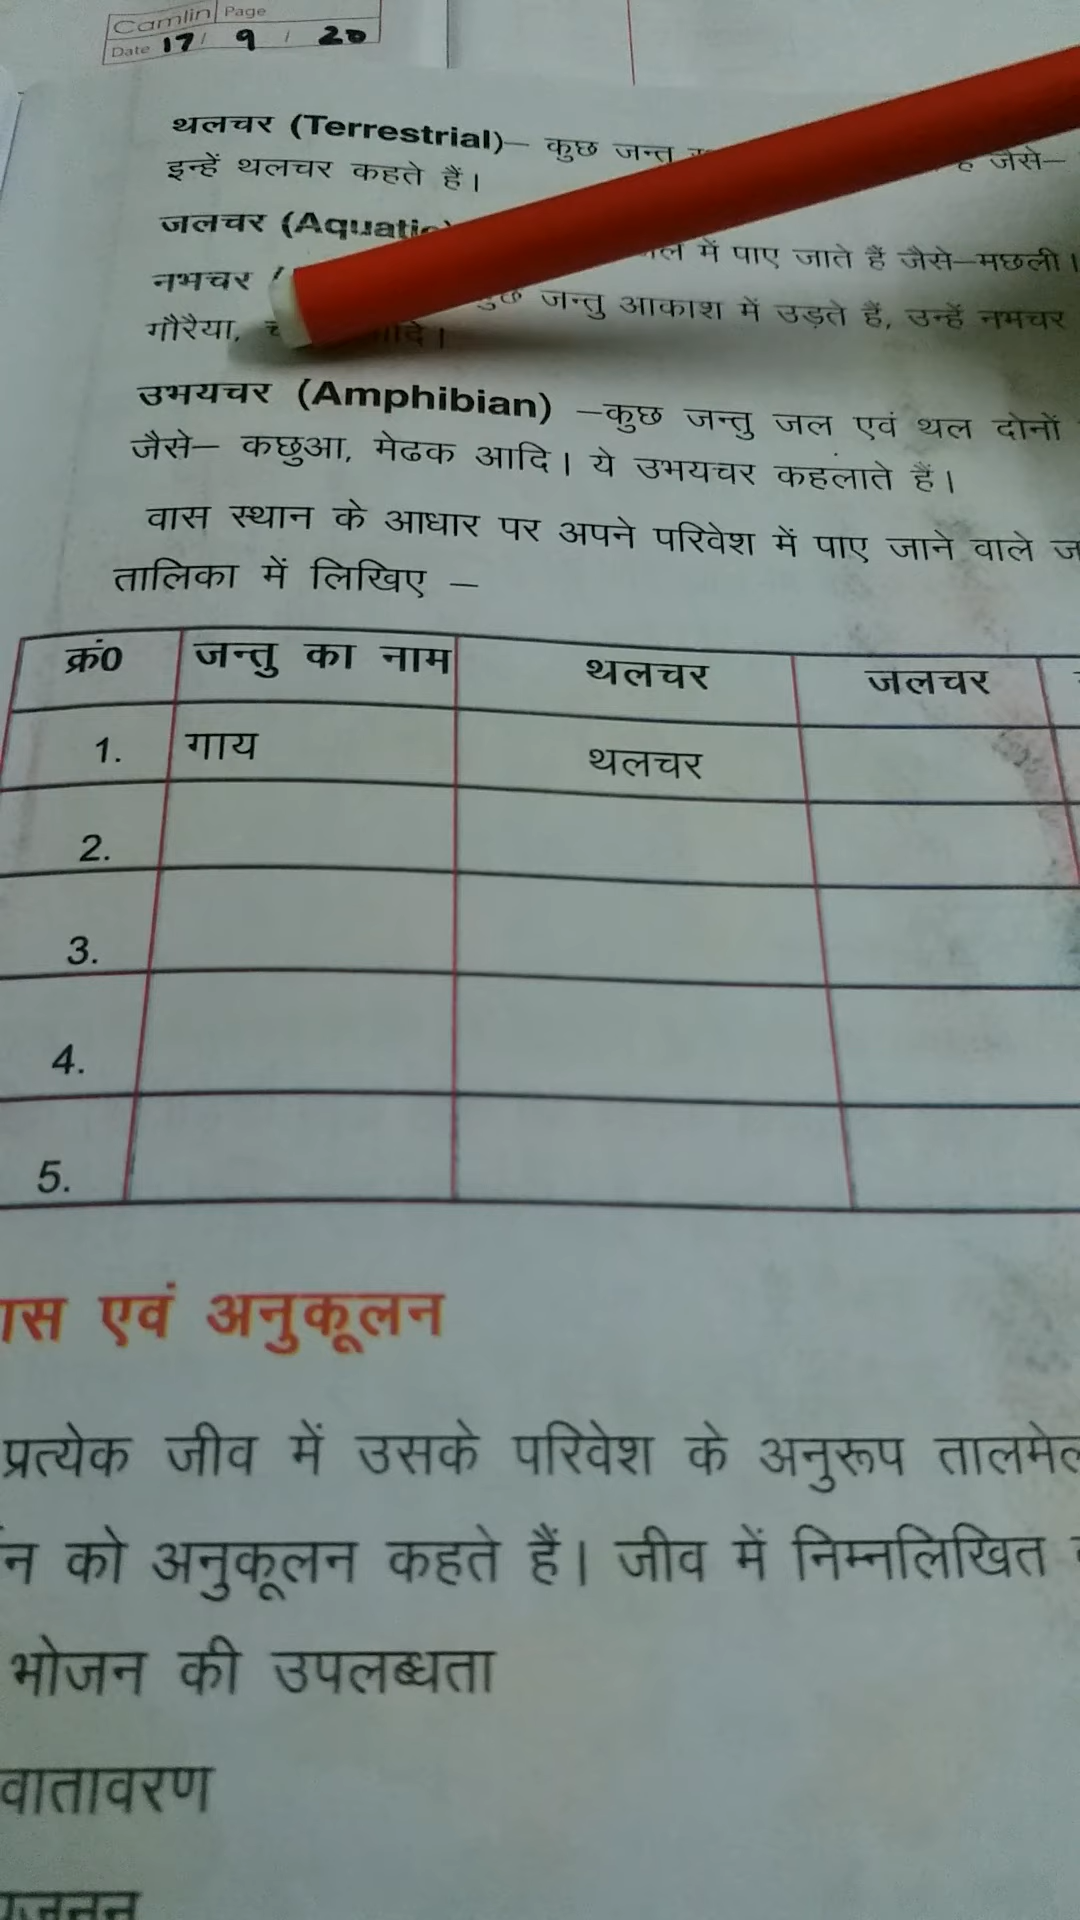 Camlin Page
Date 17 / 9 / 20
थलचर (Terrestrial)– कुछ जन्तु जैसे–
इन्हें थलचर कहते हैं।
जलचर (Aquatic में पाए जाते हैं जैसे–मछली।
नभचर जन्तु आकाश में उड़ते हैं, उन्हें नभचर
गौरैया,
उभयचर (Amphibian) –कुछ जन्तु जल एवं थल दोनों
जैसे– कछुआ, मेढक आदि। ये उभयचर कहलाते हैं।
वास स्थान के आधार पर अपने परिवेश में पाए जाने वाले
तालिका में लिखिए –
क्रं0 जन्तु का नाम थलचर जलचर
1. गाय थलचर
2.
3.
4.
5.
एवं अनुकूलन
प्रत्येक जीव में उसके परिवेश के अनुरूप तालमेल
को अनुकूलन कहते हैं। जीव में निम्नलिखित
भोजन की उपलब्धता
वातावरण